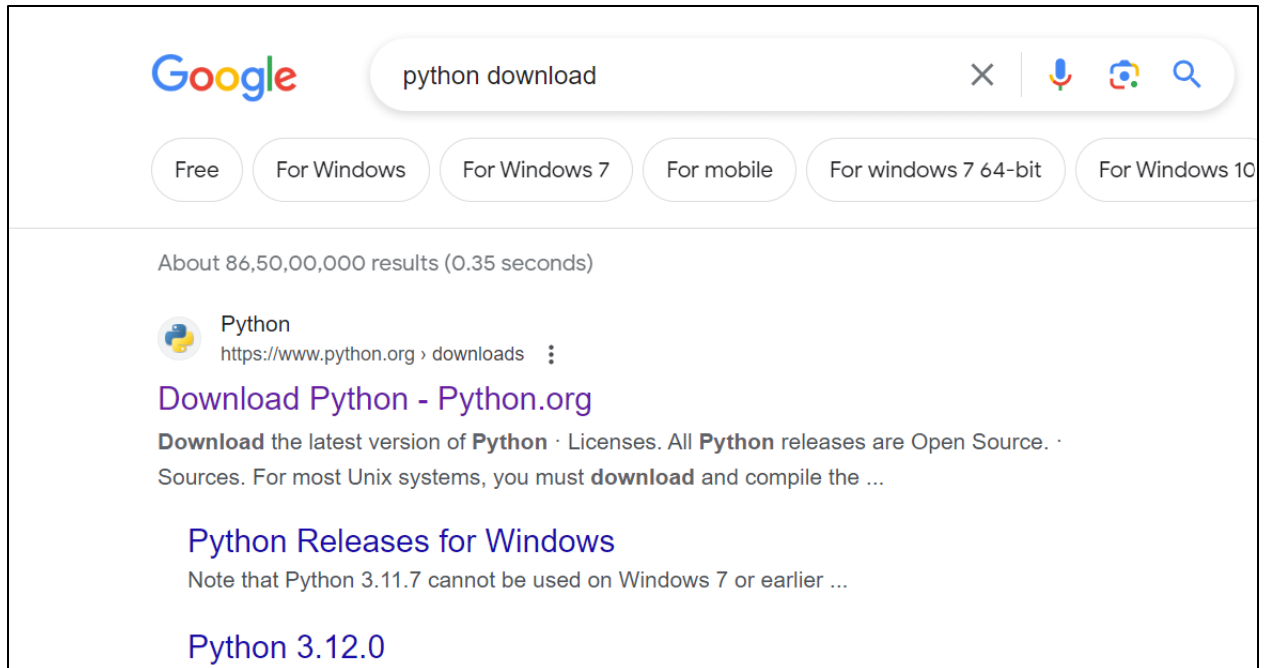 Google
python download
Free For Windows For Windows 7 For mobile For windows 7 64-bit For Windows 10
About 86,50,00,000 results (0.35 seconds)
Python
https://www.python.org › downloads
Download Python - Python.org
Download the latest version of Python · Licenses. All Python releases are Open Source. ·
Sources. For most Unix systems, you must download and compile the ...
Python Releases for Windows
Note that Python 3.11.7 cannot be used on Windows 7 or earlier ...
Python 3.12.0